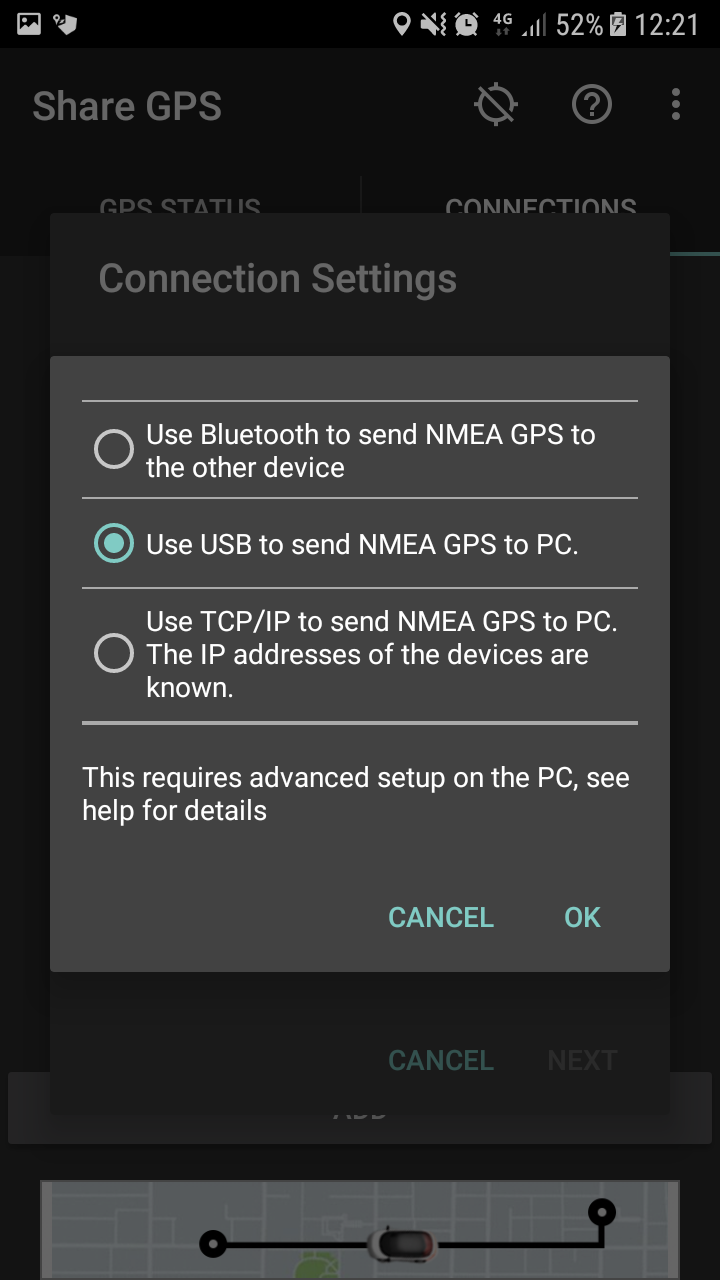 4G 52% 12:21
Share GPS
GPS STATUS CONNECTIONS
Connection Settings
Use Bluetooth to send NMEA GPS to
the other device
Use USB to send NMEA GPS to PC.
Use TCP/IP to send NMEA GPS to PC.
The IP addresses of the devices are
known.
This requires advanced setup on the PC, see
help for details
CANCEL OK
CANCEL NEXT
ADD